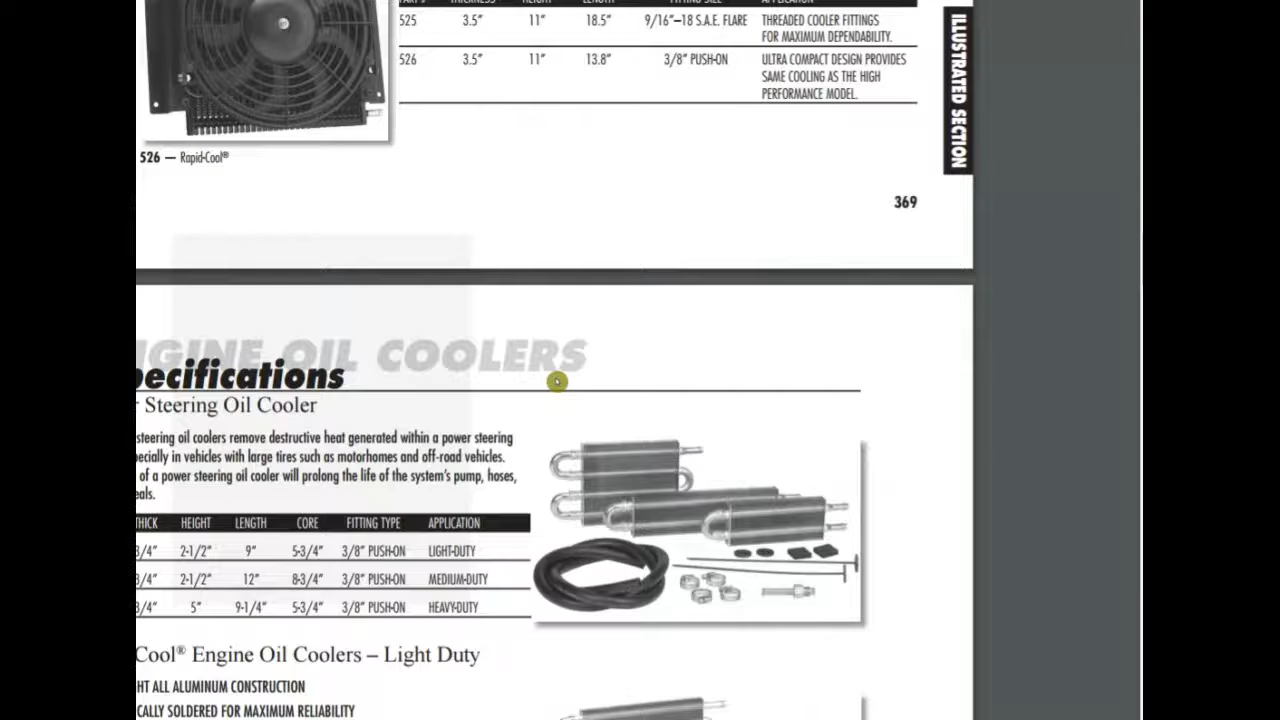 525 3.5” 11” 18.5” 9/16”–18 S.A.E. FLARE THREADED COOLER FITTINGS
FOR MAXIMUM DEPENDABILITY.
526 3.5” 11” 13.8” 3/8” PUSH-ON ULTRA COMPACT DESIGN PROVIDES
SAME COOLING AS THE HIGH
PERFORMANCE MODEL.
ILLUSTRATED SECTION
526 — Rapid-Cool®
369
NGINE OIL COOLERS
pecifications
r Steering Oil Cooler
steering oil coolers remove destructive heat generated within a power steering
pecially in vehicles with large tires such as motorhomes and off-road vehicles.
of a power steering oil cooler will prolong the life of the system’s pump, hoses,
eals.
THICK HEIGHT LENGTH CORE FITTING TYPE APPLICATION
3/4” 2-1/2” 9” 5-3/4” 3/8” PUSH-ON LIGHT-DUTY
3/4” 2-1/2” 12” 8-3/4” 3/8” PUSH-ON MEDIUM-DUTY
3/4” 5” 9-1/4” 5-3/4” 3/8” PUSH-ON HEAVY-DUTY
Cool® Engine Oil Coolers – Light Duty
HT ALL ALUMINUM CONSTRUCTION
ICALLY SOLDERED FOR MAXIMUM RELIABILITY